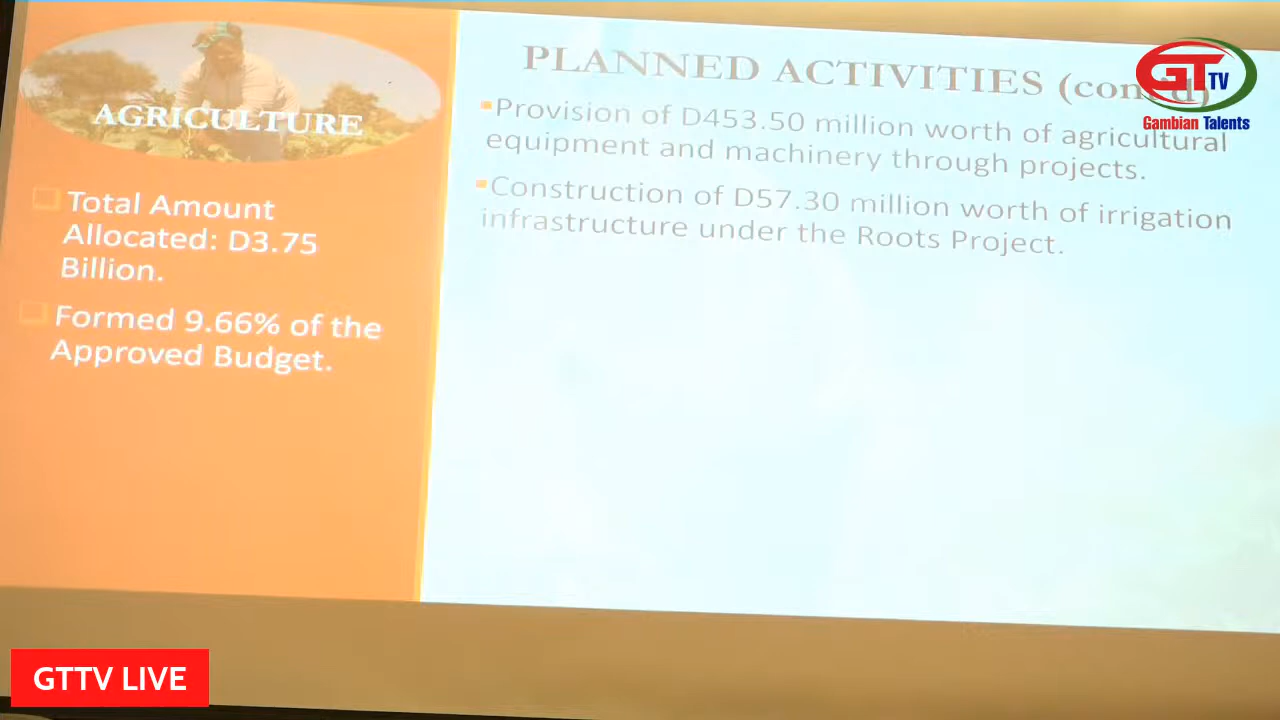 AGRICULTURE
Total Amount
Allocated: D3.75
Billion.
Formed 9.66% of the
Approved Budget.
PLANNED ACTIVITIES (cont'd)
Provision of D453.50 million worth of agricultural
equipment and machinery through projects.
Construction of D57.30 million worth of irrigation
infrastructure under the Roots Project.
GT TV
Gambian Talents
GTTV LIVE